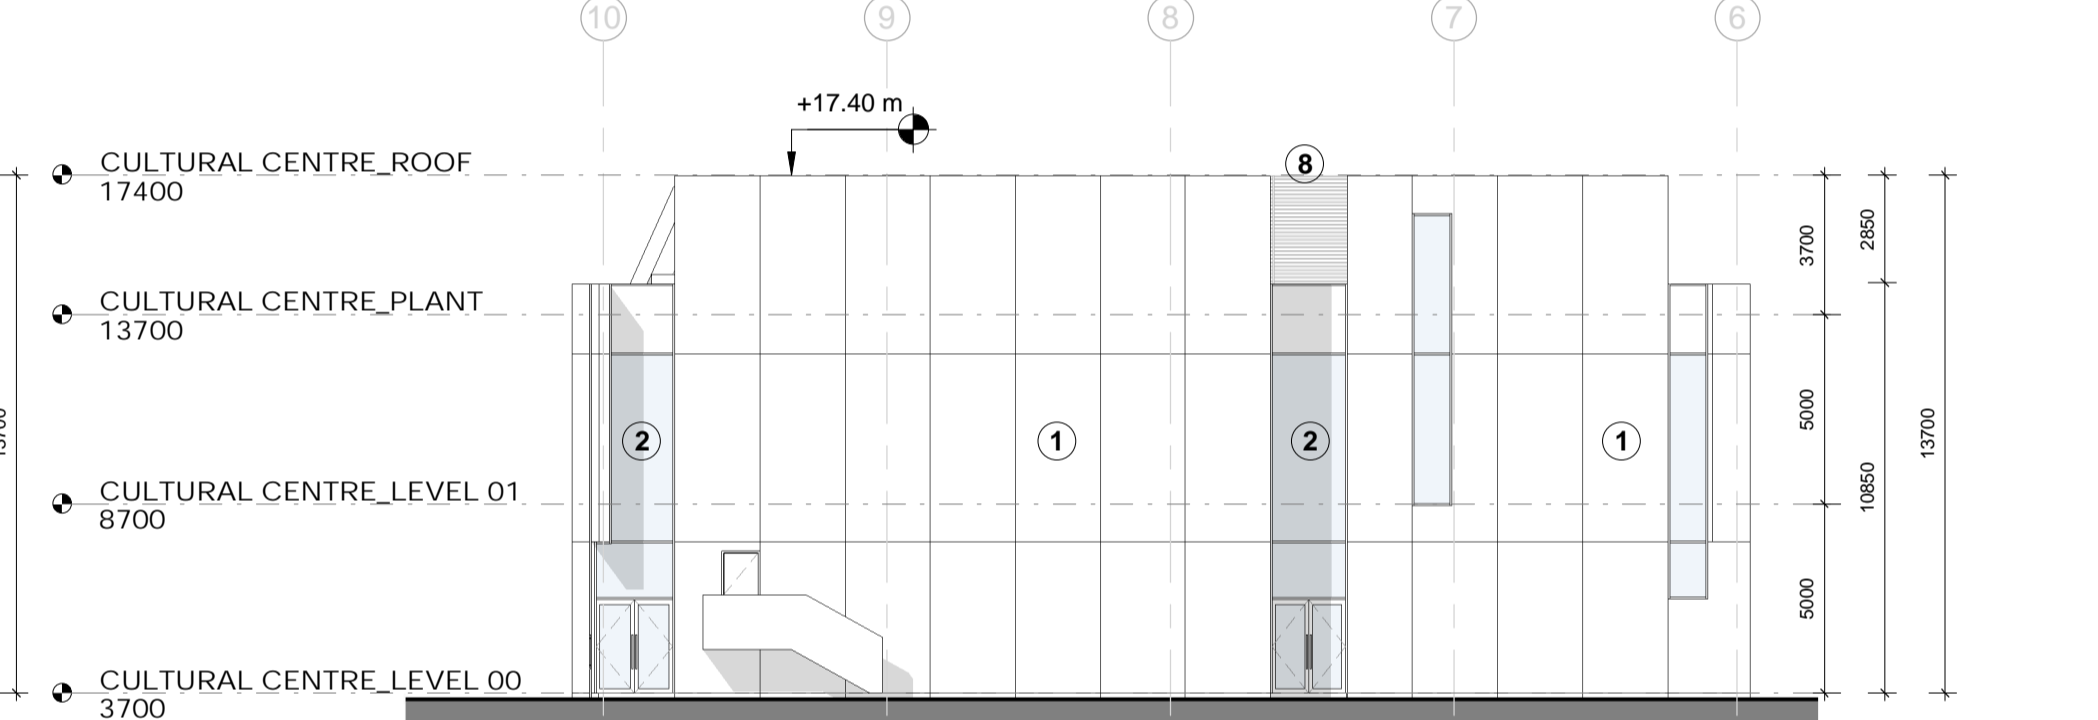 10 9 8 7 6
+17.40 m
CULTURAL CENTRE_ROOF
17400
8
CULTURAL CENTRE_PLANT
13700
2 1 2 1
CULTURAL CENTRE_LEVEL 01
8700
CULTURAL CENTRE_LEVEL 00
3700
3700
5000
5000
2850
10850
13700